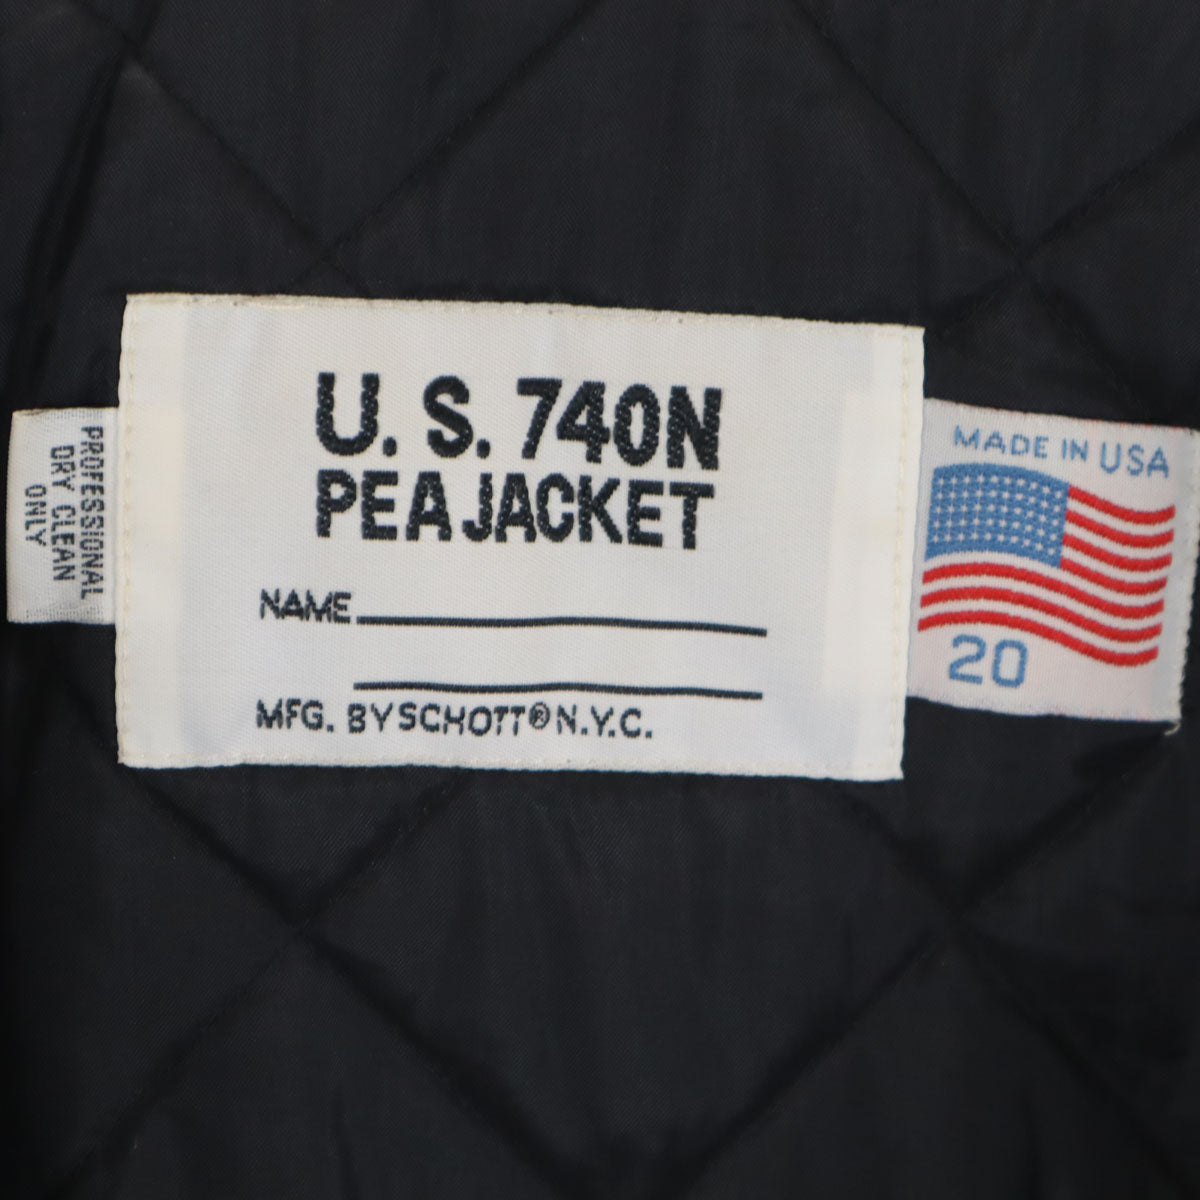 U. S. 740N
PEA JACKET
NAME
MFG. BY SCHOTT® N.Y.C.
PROFESSIONAL
DRY CLEAN
ONLY
MADE IN USA
20